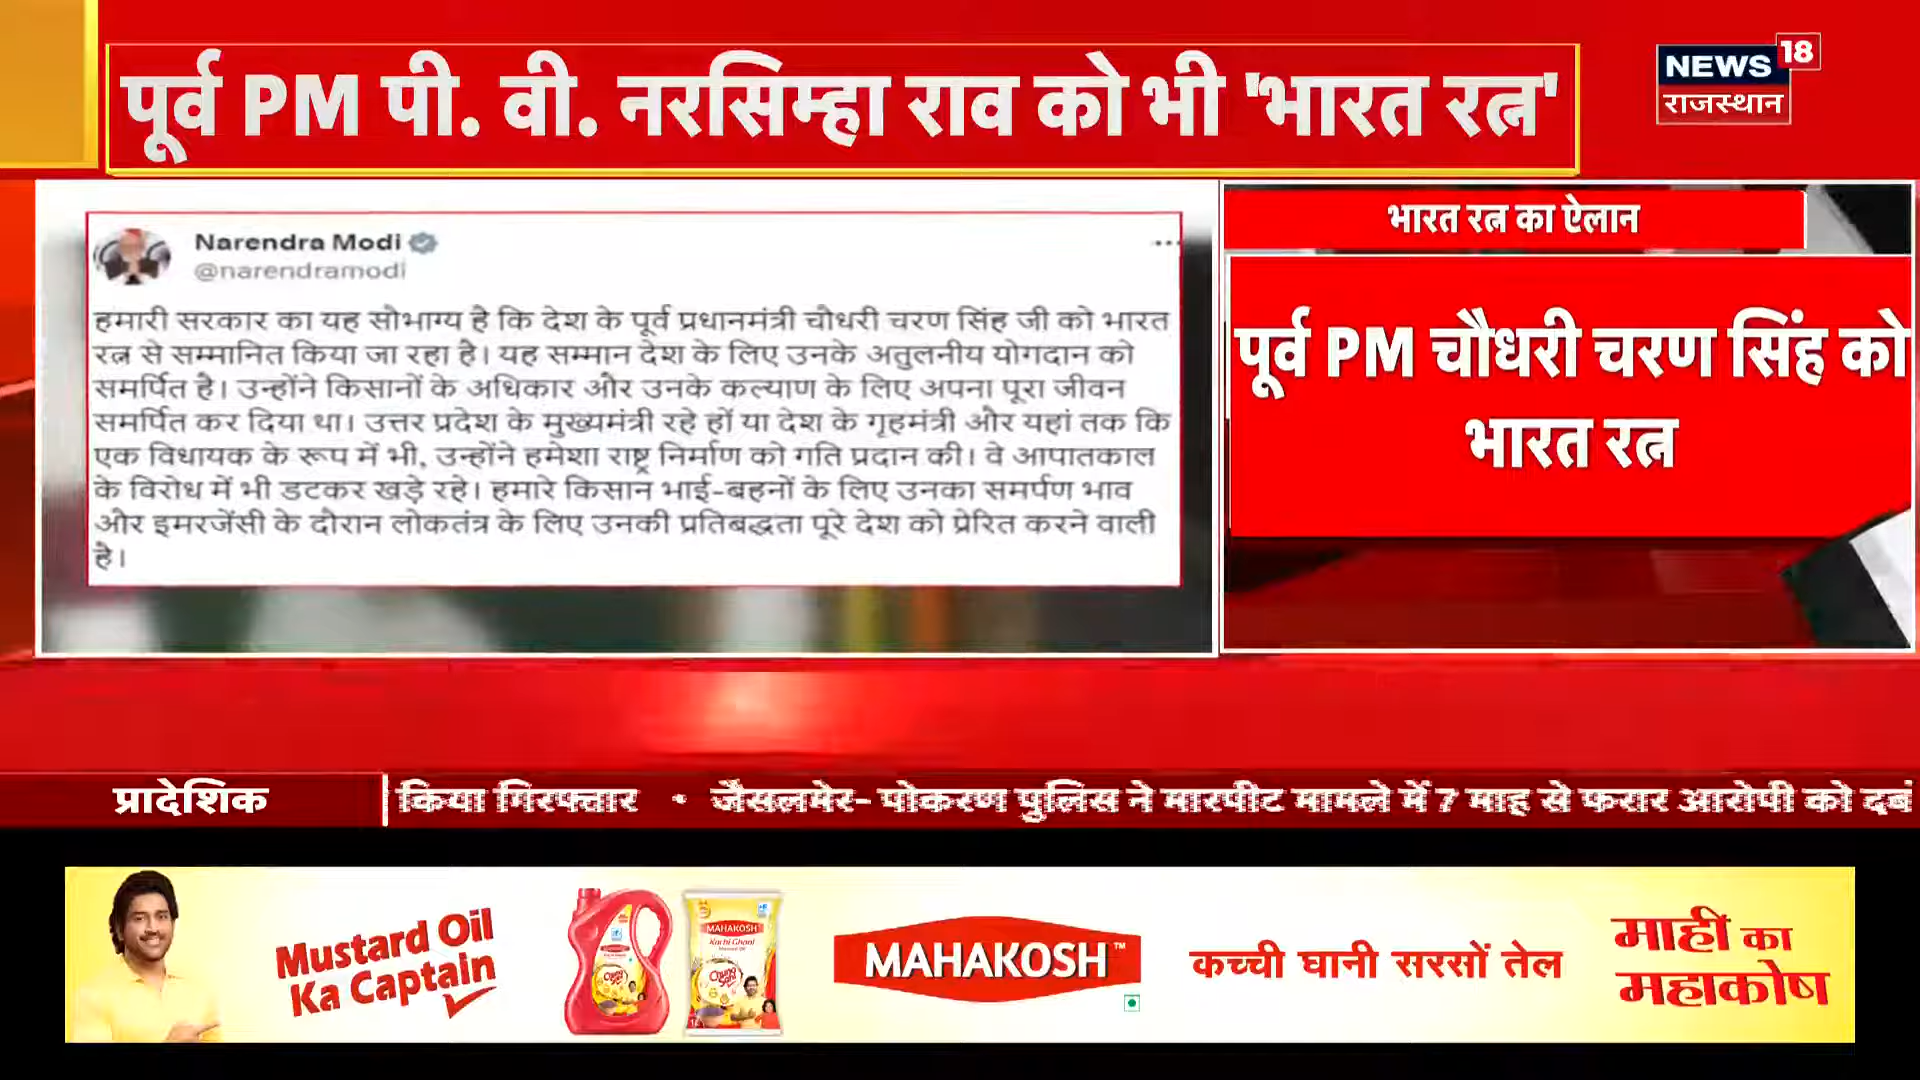 पूर्व PM पी. वी. नरसिम्हा राव को भी 'भारत रत्न'
NEWS 18
राजस्थान
Narendra Modi
@narendramodi
हमारी सरकार का यह सौभाग्य है कि देश के पूर्व प्रधानमंत्री चौधरी चरण सिंह जी को भारत
रत्न से सम्मानित किया जा रहा है। यह सम्मान देश के लिए उनके अतुलनीय योगदान को
समर्पित है। उन्होंने किसानों के अधिकार और उनके कल्याण के लिए अपना पूरा जीवन
समर्पित कर दिया था। उत्तर प्रदेश के मुख्यमंत्री रहे हों या देश के गृहमंत्री और यहां तक कि
एक विधायक के रूप में भी, उन्होंने हमेशा राष्ट्र निर्माण को गति प्रदान की। वे आपातकाल
के विरोध में भी डटकर खड़े रहे। हमारे किसान भाई-बहनों के लिए उनका समर्पण भाव
और इमरजेंसी के दौरान लोकतंत्र के लिए उनकी प्रतिबद्धता पूरे देश को प्रेरित करने वाली
है।
भारत रत्न का ऐलान
पूर्व PM चौधरी चरण सिंह को
भारत रत्न
प्रादेशिक
किया गिरफ्तार • जैसलमेर- पोकरण पुलिस ने मारपीट मामले में 7 माह से फरार आरोपी को दबं
Mustard Oil
Ka Captain
MAHAKOSH
Kachi Ghani
MAHAKOSH™
कच्ची घानी सरसों तेल
माही का
महाकोष